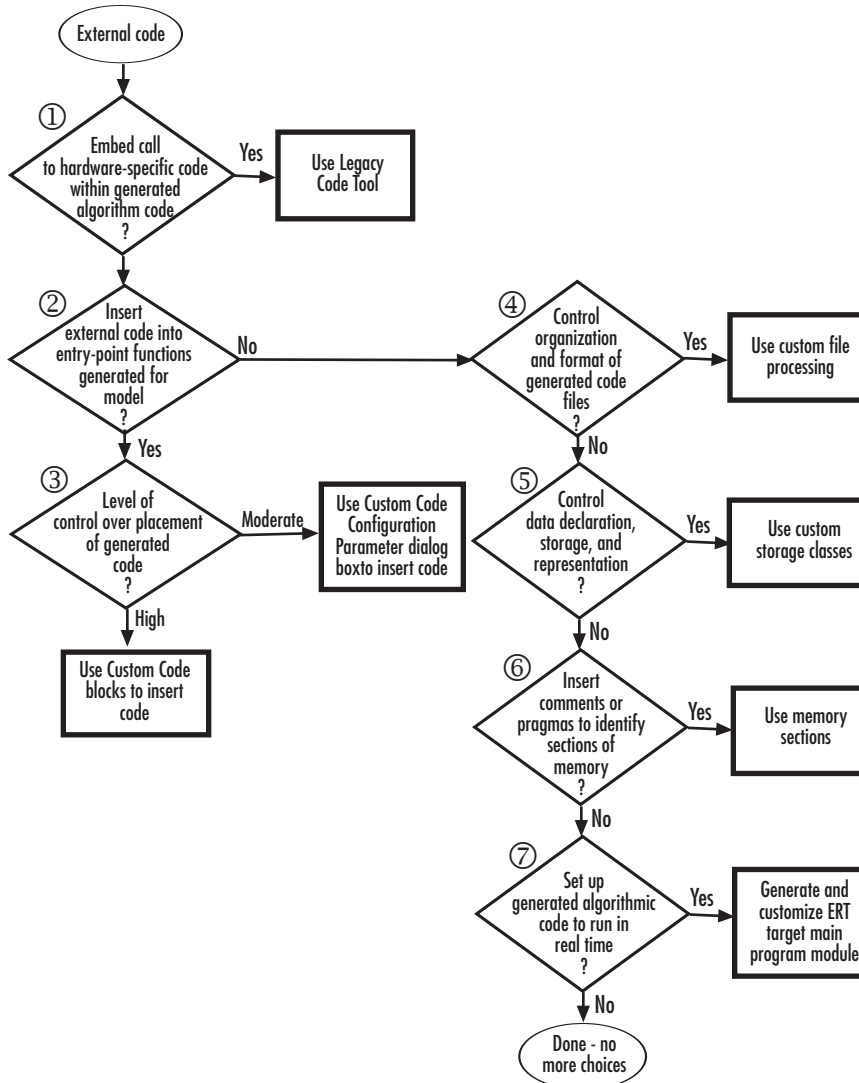 External code
①
Embed call
to hardware-specific code
within generated
algorithm code
?
Yes
Use Legacy
Code Tool
②
Insert
external code into
entry-point functions
generated for
model
?
No
Yes
③
Level of
control over placement
of generated
code
?
Moderate
Use Custom Code
Configuration
Parameter dialog
boxto insert code
High
Use Custom Code
blocks to insert
code
④
Control
organization
and format of
generated code
files
?
Yes
Use custom file
processing
No
⑤
Control
data declaration,
storage, and
representation
?
Yes
Use custom
storage classes
No
⑥
Insert
comments or
pragmas to identify
sections of
memory
?
Yes
Use memory
sections
No
⑦
Set up
generated algorithmic
code to run in
real time
?
Yes
Generate and
customize ERT
target main
program module
No
Done - no
more choices